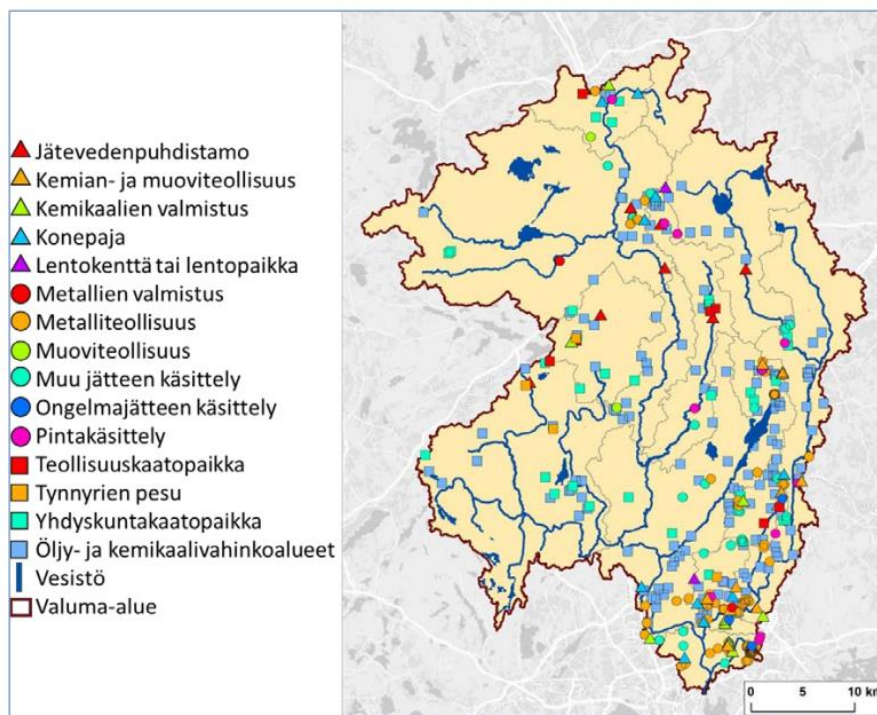 Jätevedenpuhdistamo
Kemian- ja muoviteollisuus
Kemikaalien valmistus
Konepaja
Lentokenttä tai lentopaikka
Metallien valmistus
Metalliteollisuus
Muoviteollisuus
Muu jätteen käsittely
Ongelmajätteen käsittely
Pintakäsittely
Teollisuuskaatopaikka
Tynnyrien pesu
Yhdyskuntakaatopaikka
Öljy- ja kemikaalivahinkoalueet
Vesistö
Valuma-alue
0 5 10 km